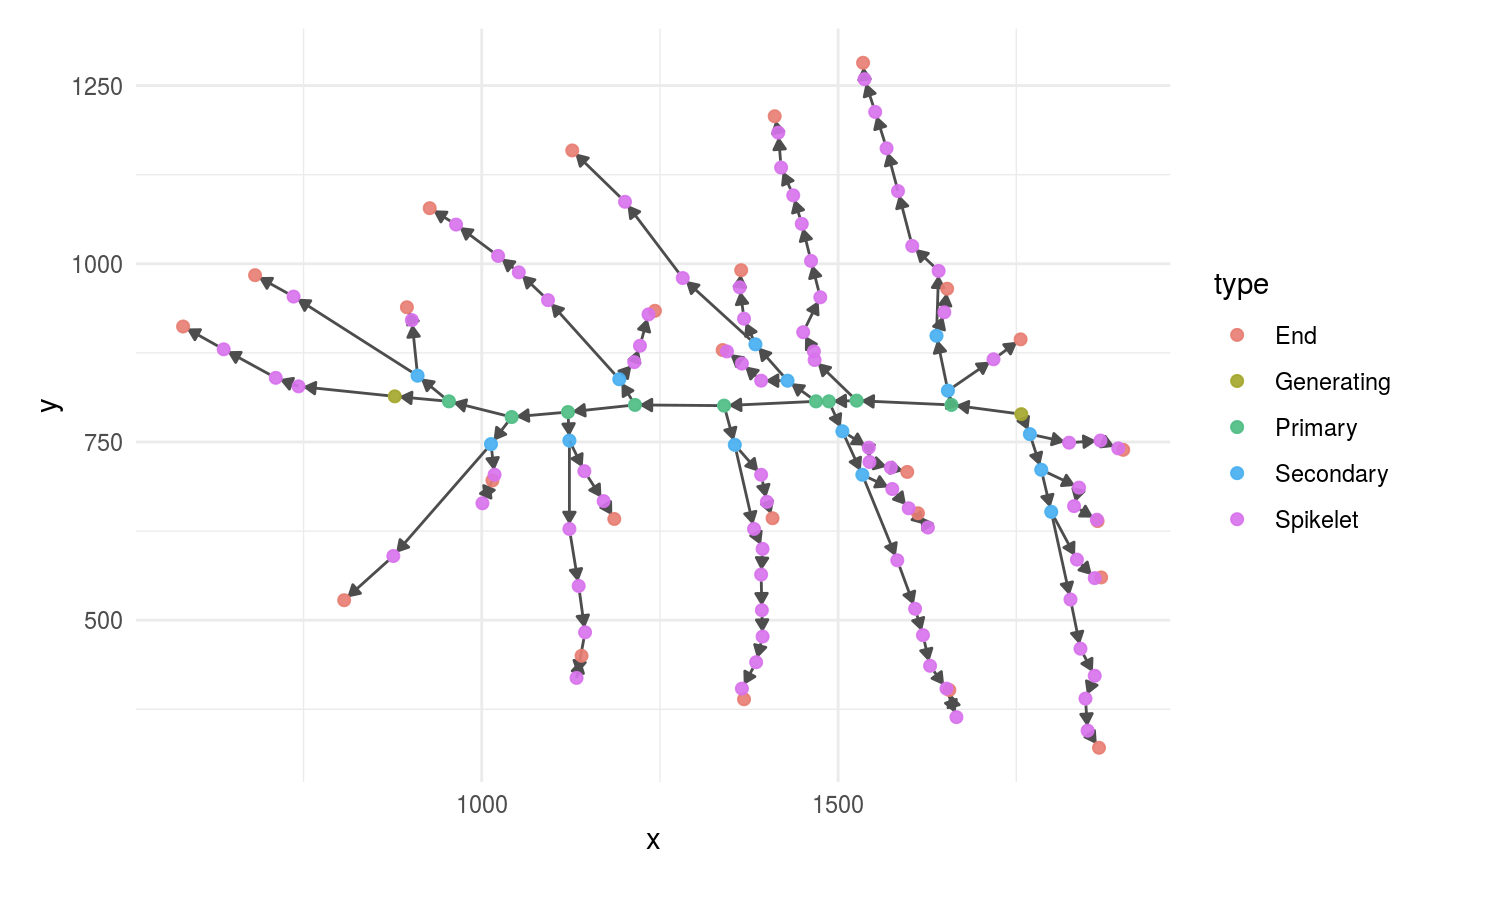 1250
1000
750
500
y
1000
1500
x
type
End
Generating
Primary
Secondary
Spikelet